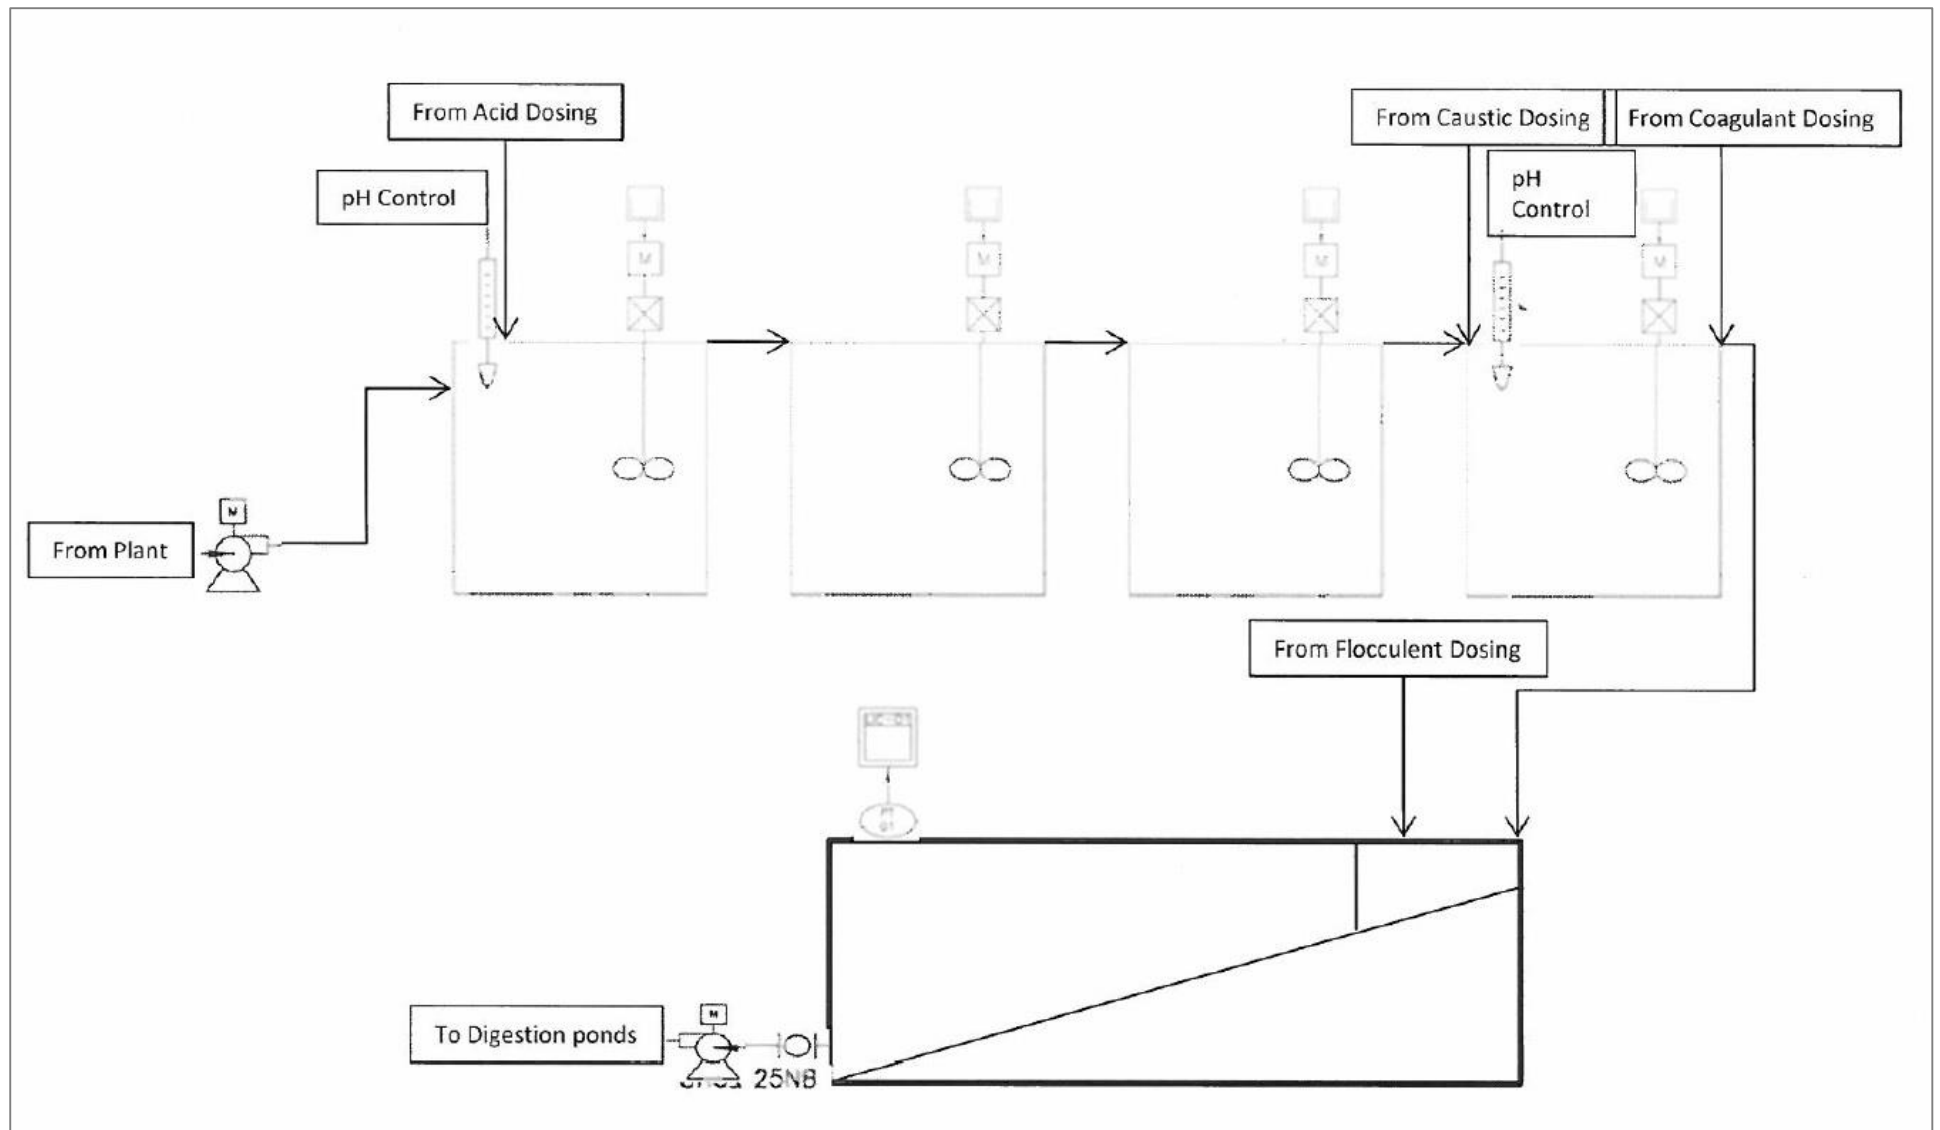 From Acid Dosing
From Caustic Dosing
From Coagulant Dosing
pH Control
pH
Control
M
M
M
M
M
From Plant
From Flocculent Dosing
01
M
To Digestion ponds
25NB